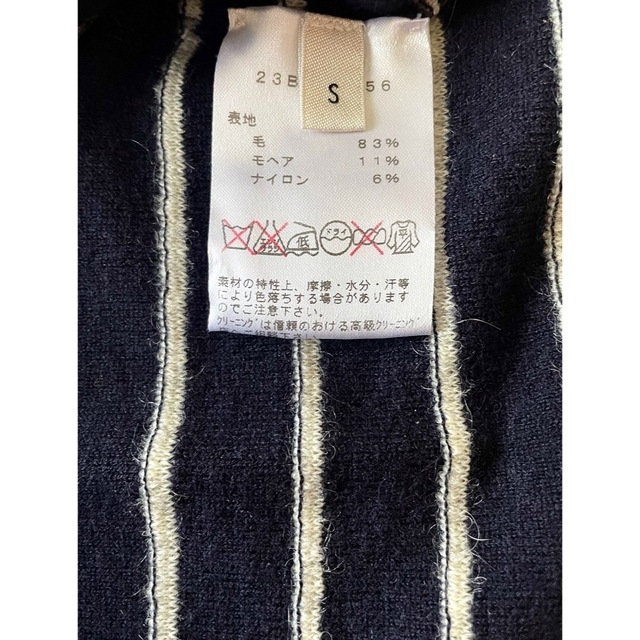 23B 56
S
表地
毛 83%
モヘア 11%
ナイロン 6%
低 ドライ 平
素材の特性上、摩擦・水分・汗等
により色落ちする場合があります
のでご注意下さい。
クリーニングは信頼のおける高級クリーニング